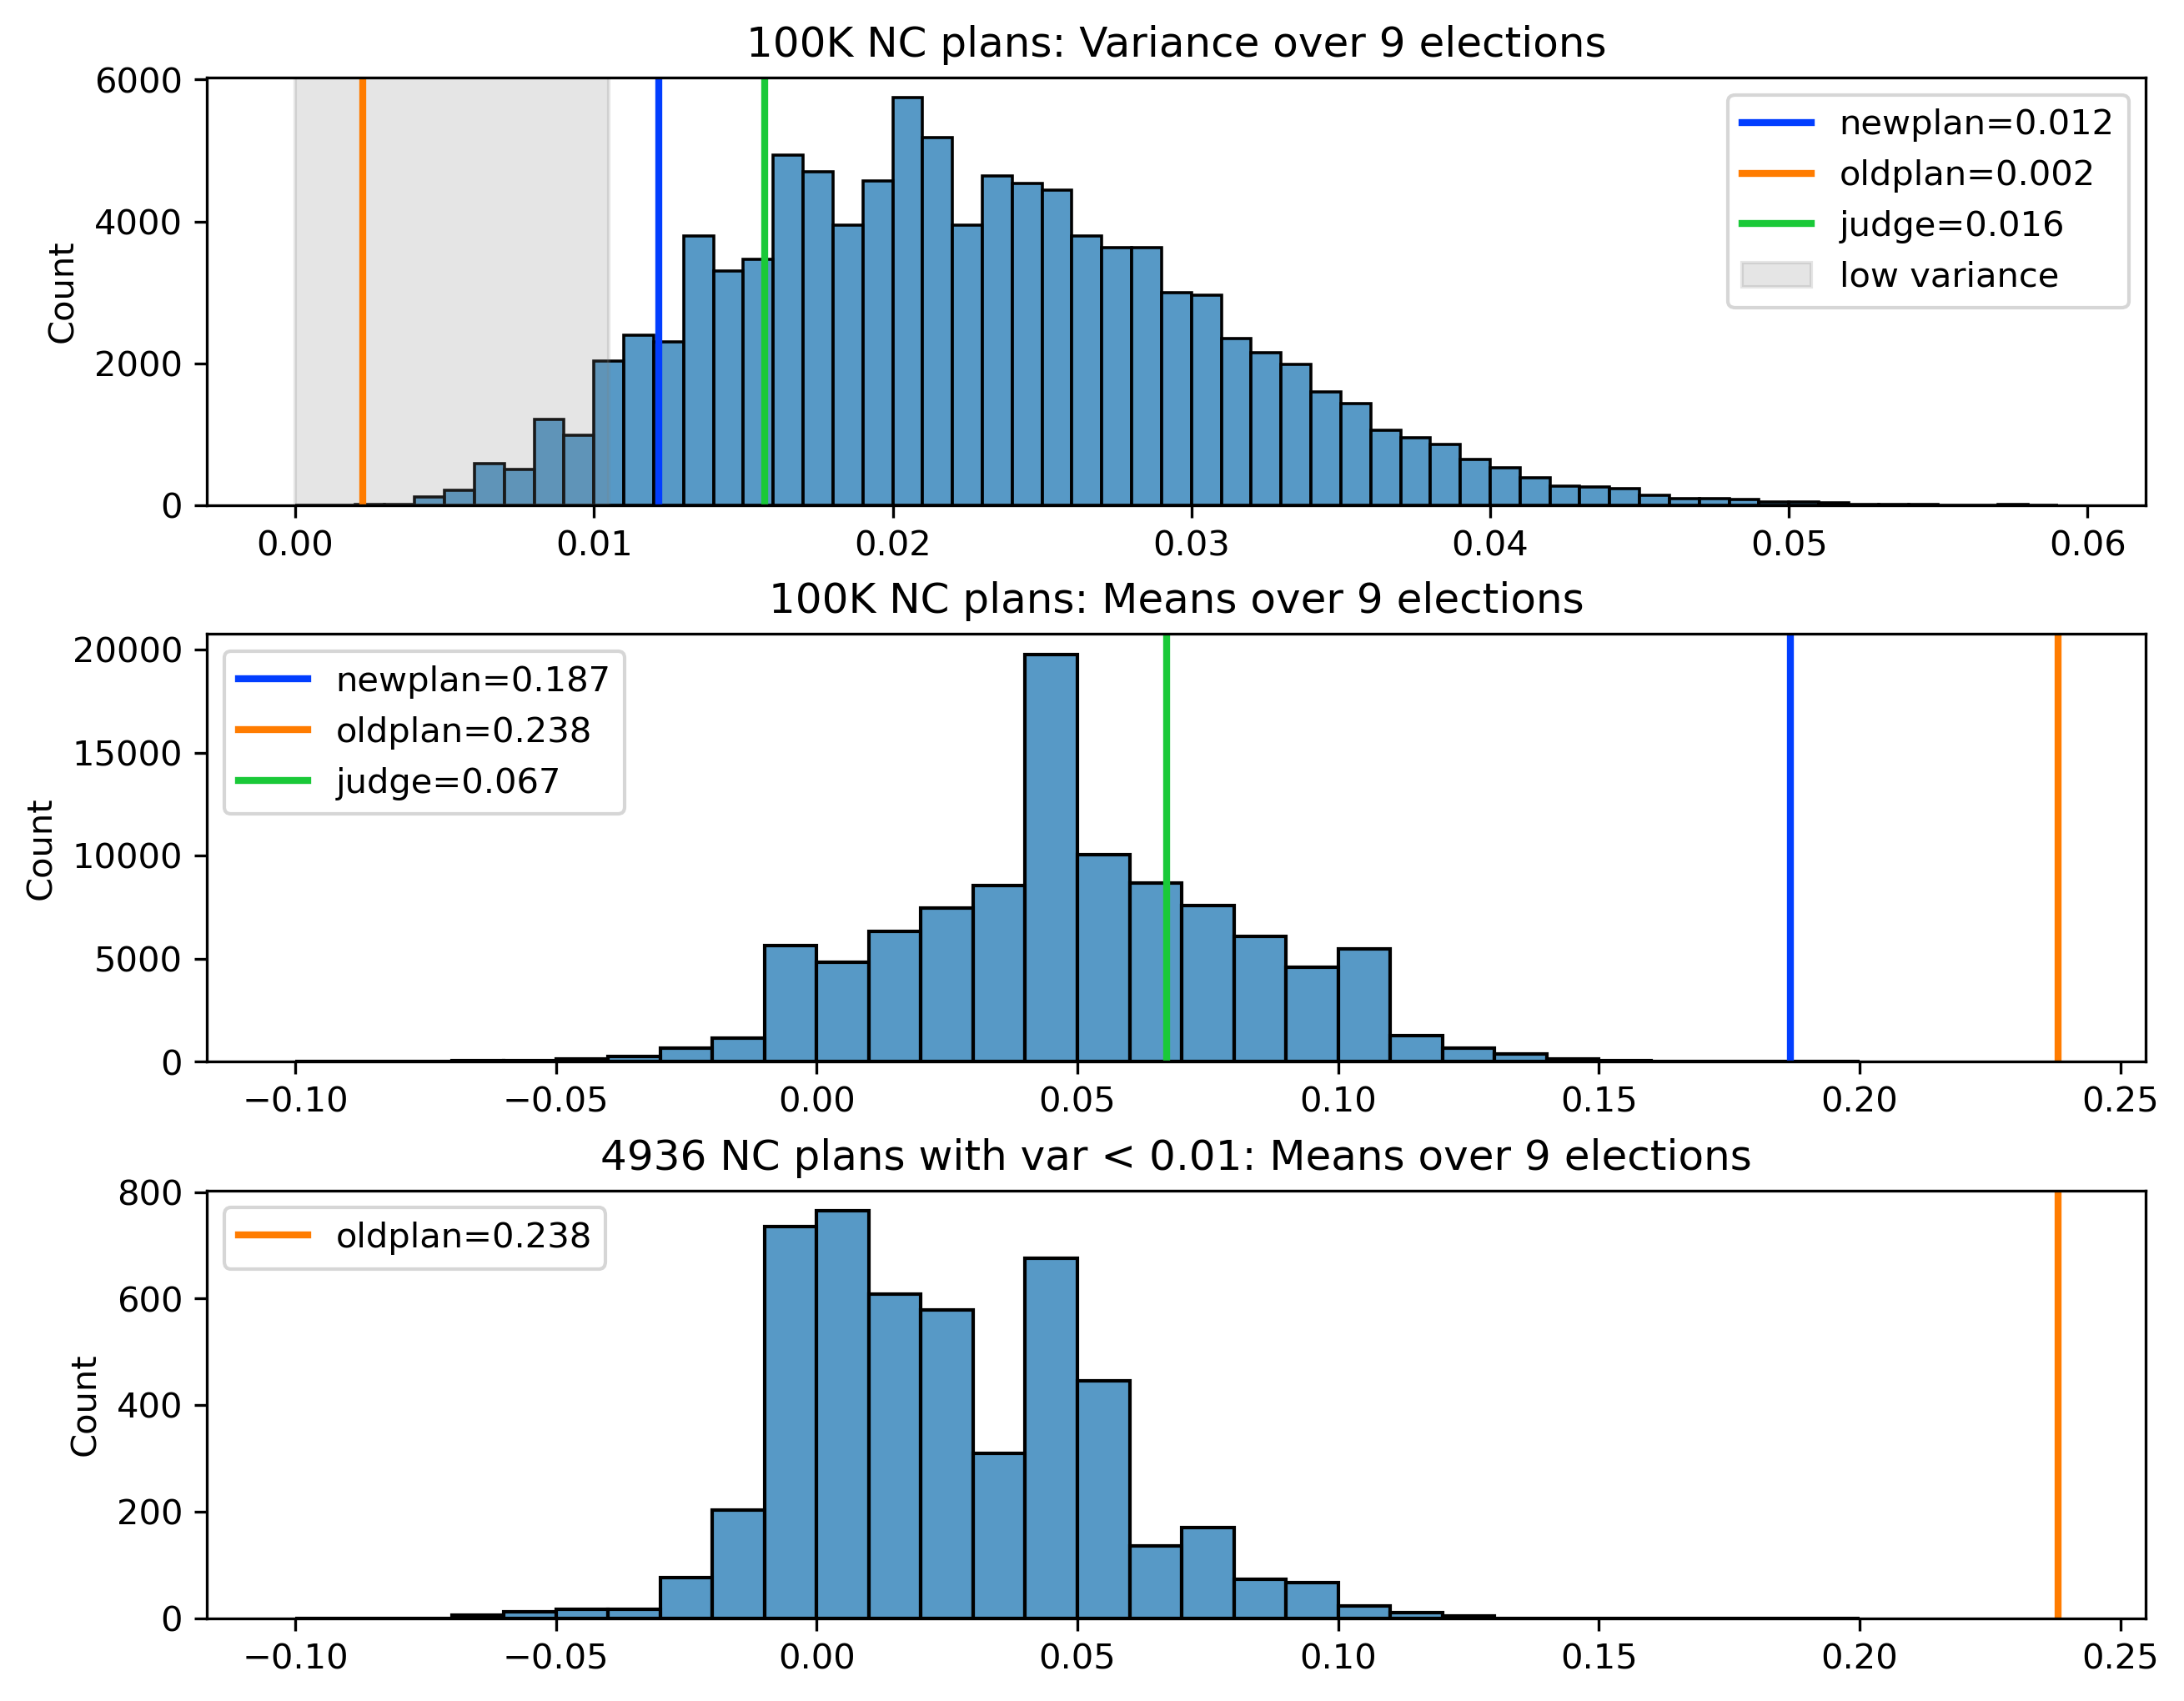 100K NC plans: Variance over 9 elections
6000
4000
2000
0
Count
newplan=0.012
oldplan=0.002
judge=0.016
low variance
0.00 0.01 0.02 0.03 0.04 0.05 0.06
100K NC plans: Means over 9 elections
20000
15000
10000
5000
0
Count
newplan=0.187
oldplan=0.238
judge=0.067
−0.10 −0.05 0.00 0.05 0.10 0.15 0.20 0.25
4936 NC plans with var < 0.01: Means over 9 elections
800
600
400
200
0
Count
oldplan=0.238
−0.10 −0.05 0.00 0.05 0.10 0.15 0.20 0.25